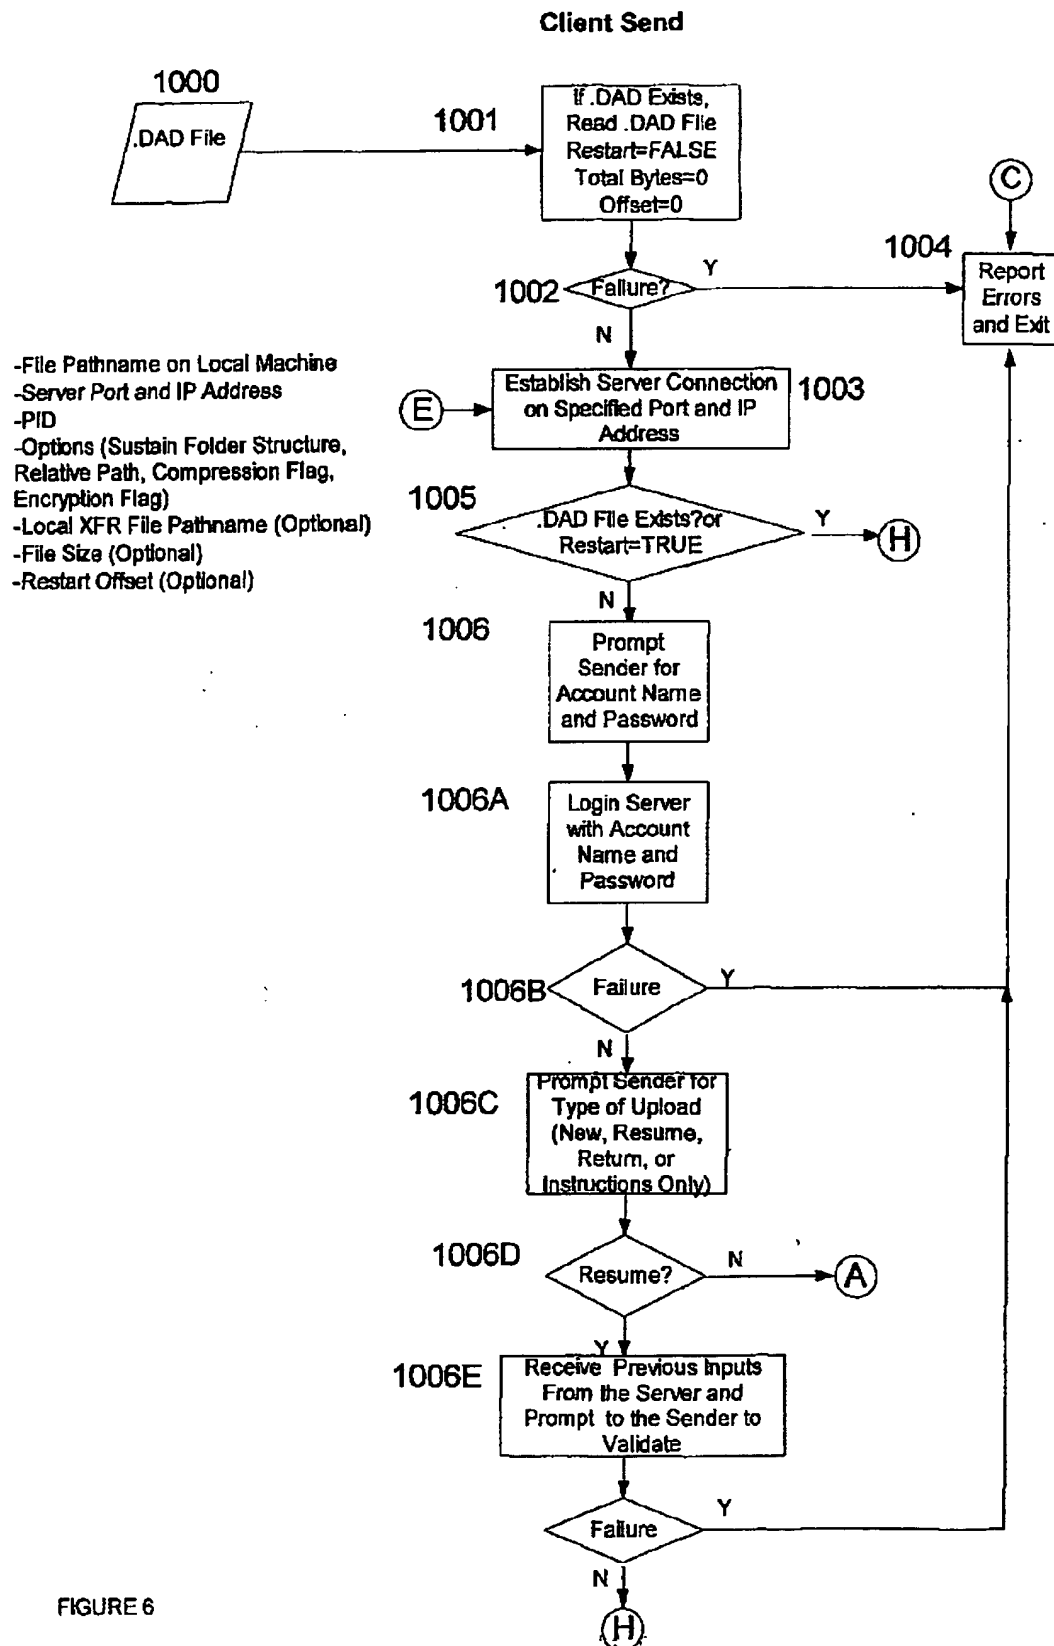 Client Send
1000
.DAD File
1001
If .DAD Exists,
Read .DAD File
Restart=FALSE
Total Bytes=0
Offset=0
C
1004
Report
Errors
and Exit
1002
Failure?
Y
N
-File Pathname on Local Machine
-Server Port and IP Address
-PID
-Options (Sustain Folder Structure,
Relative Path, Compression Flag,
Encryption Flag)
-Local XFR File Pathname (Optional)
-File Size (Optional)
-Restart Offset (Optional)
E
Establish Server Connection
on Specified Port and IP
Address
1003
1005
.DAD File Exists?or
Restart=TRUE
Y
H
N
1006
Prompt
Sender for
Account Name
and Password
1006A
Login Server
with Account
Name and
Password
1006B
Failure
Y
N
1006C
Prompt Sender for
Type of Upload
(New, Resume,
Return, or
Instructions Only)
1006D
Resume?
N
A
Y
1006E
Receive Previous Inputs
From the Server and
Prompt to the Sender to
Validate
Failure
Y
N
H
FIGURE 6